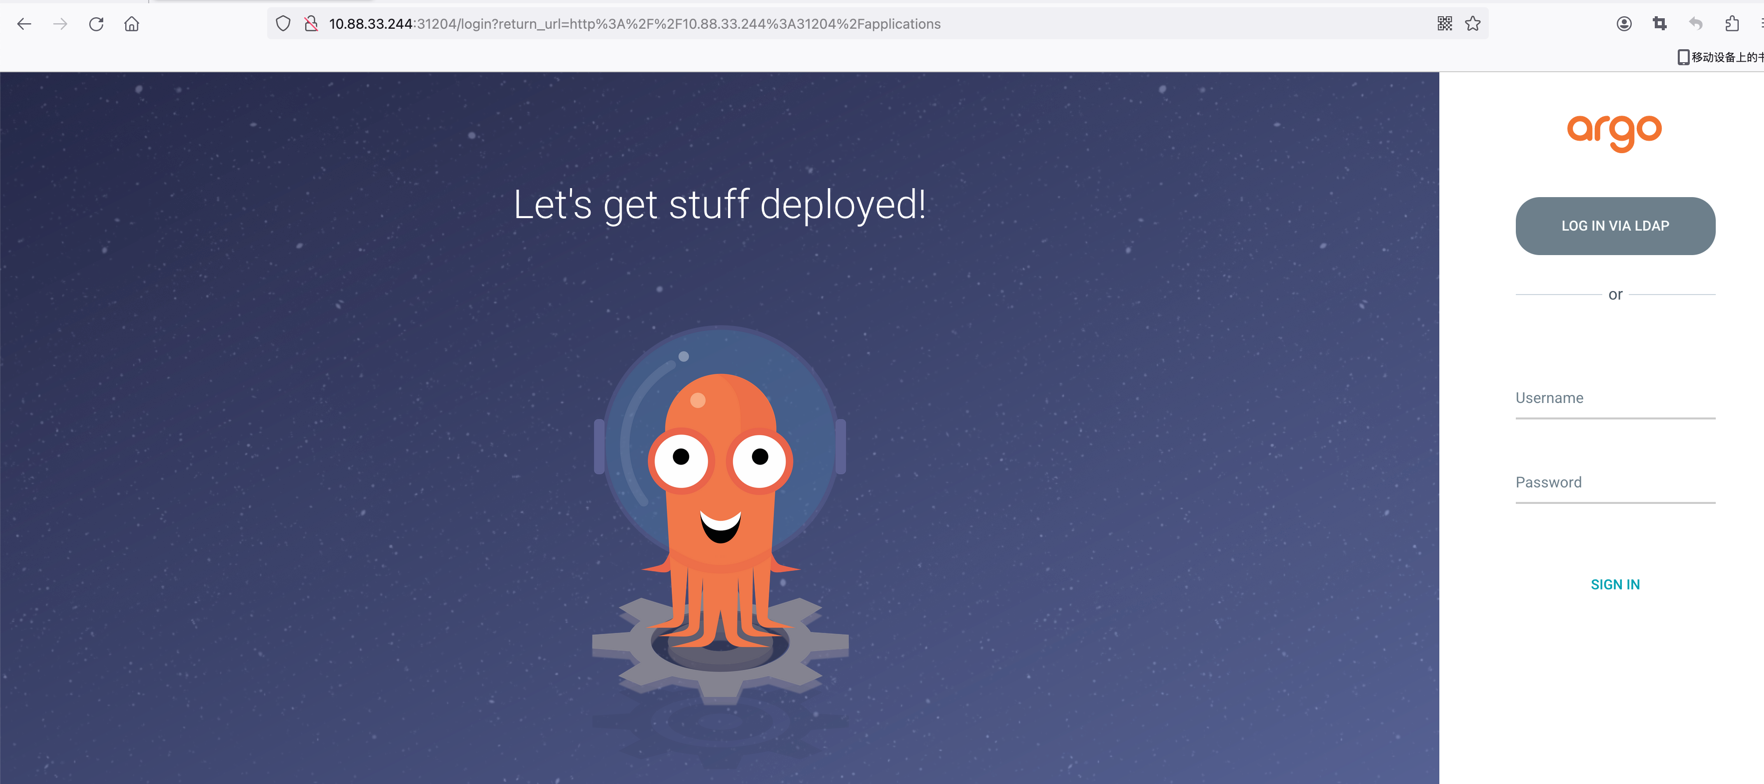 10.88.33.244:31204/login?return_url=http%3A%2F%2F10.88.33.244%3A31204%2Fapplications
移动设备上的
argo
Let's get stuff deployed!
LOG IN VIA LDAP
or
Username
Password
SIGN IN